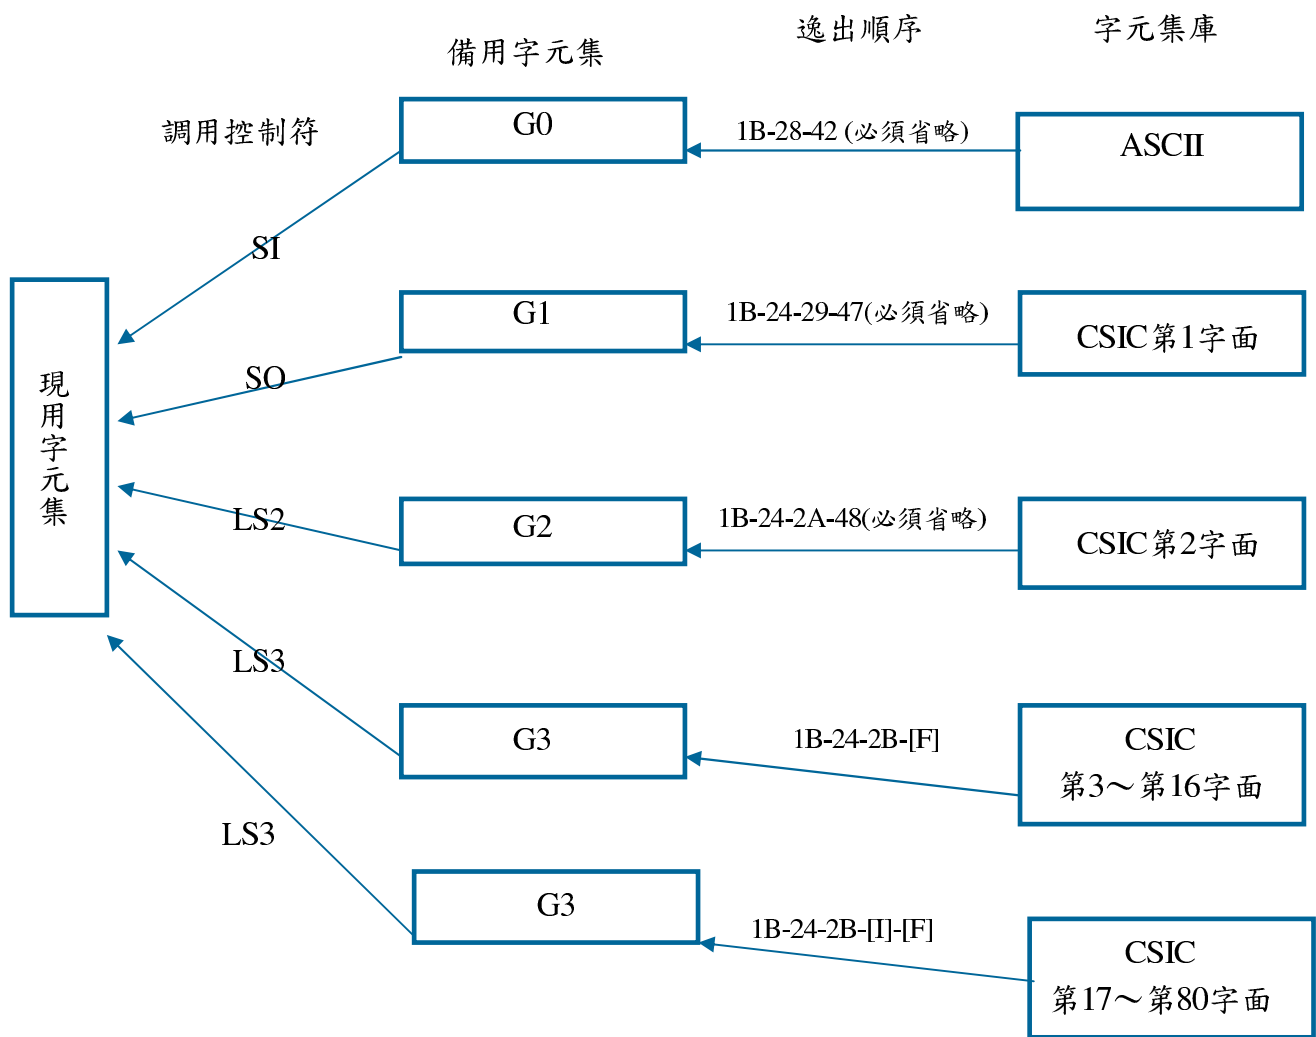 調用控制符
備用字元集
逸出順序
字元集庫
G0
1B-28-42 (必須省略)
ASCII
SI
G1
1B-24-29-47(必須省略)
CSIC第1字面
SO
現用字元集
LS2
G2
1B-24-2A-48(必須省略)
CSIC第2字面
LS3
G3
1B-24-2B-[F]
CSIC
第3～第16字面
LS3
G3
1B-24-2B-[I]-[F]
CSIC
第17～第80字面